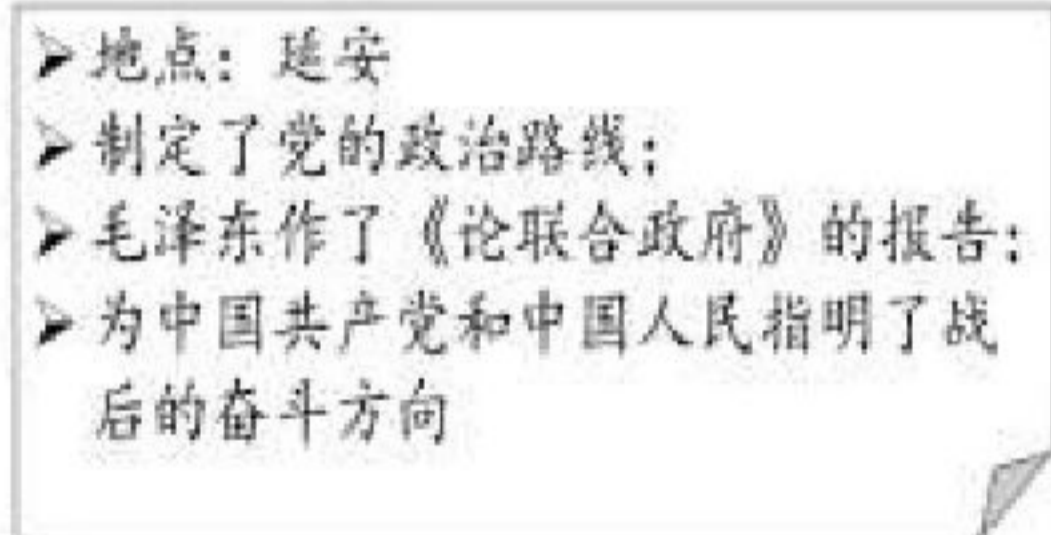 ➢地点：延安
➢制定了党的政治路线；
➢毛泽东作了《论联合政府》的报告；
➢为中国共产党和中国人民指明了战
后的奋斗方向